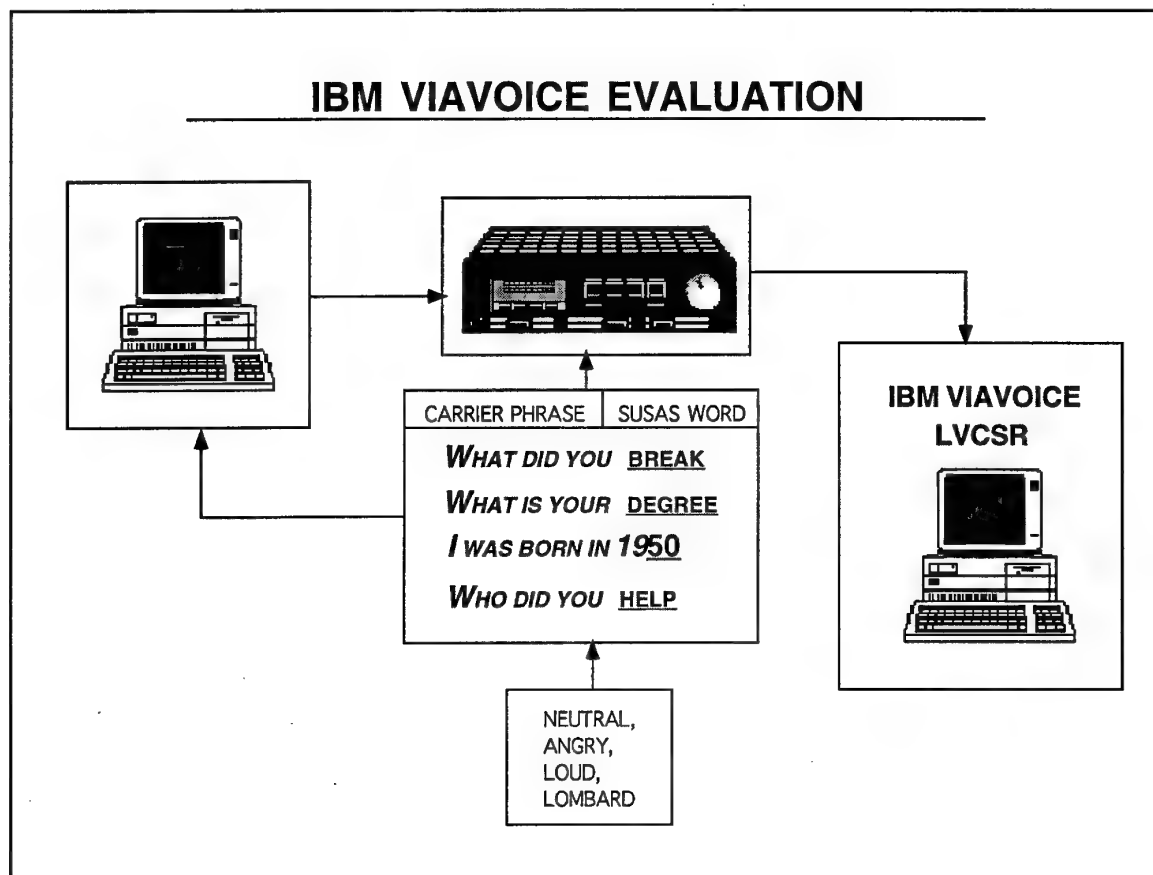 IBM VIAVOICE EVALUATION
CARRIER PHRASE SUSAS WORD
WHAT DID YOU BREAK
WHAT IS YOUR DEGREE
I WAS BORN IN 1950
WHO DID YOU HELP
IBM VIAVOICE
LVCSR
NEUTRAL,
ANGRY,
LOUD,
LOMBARD